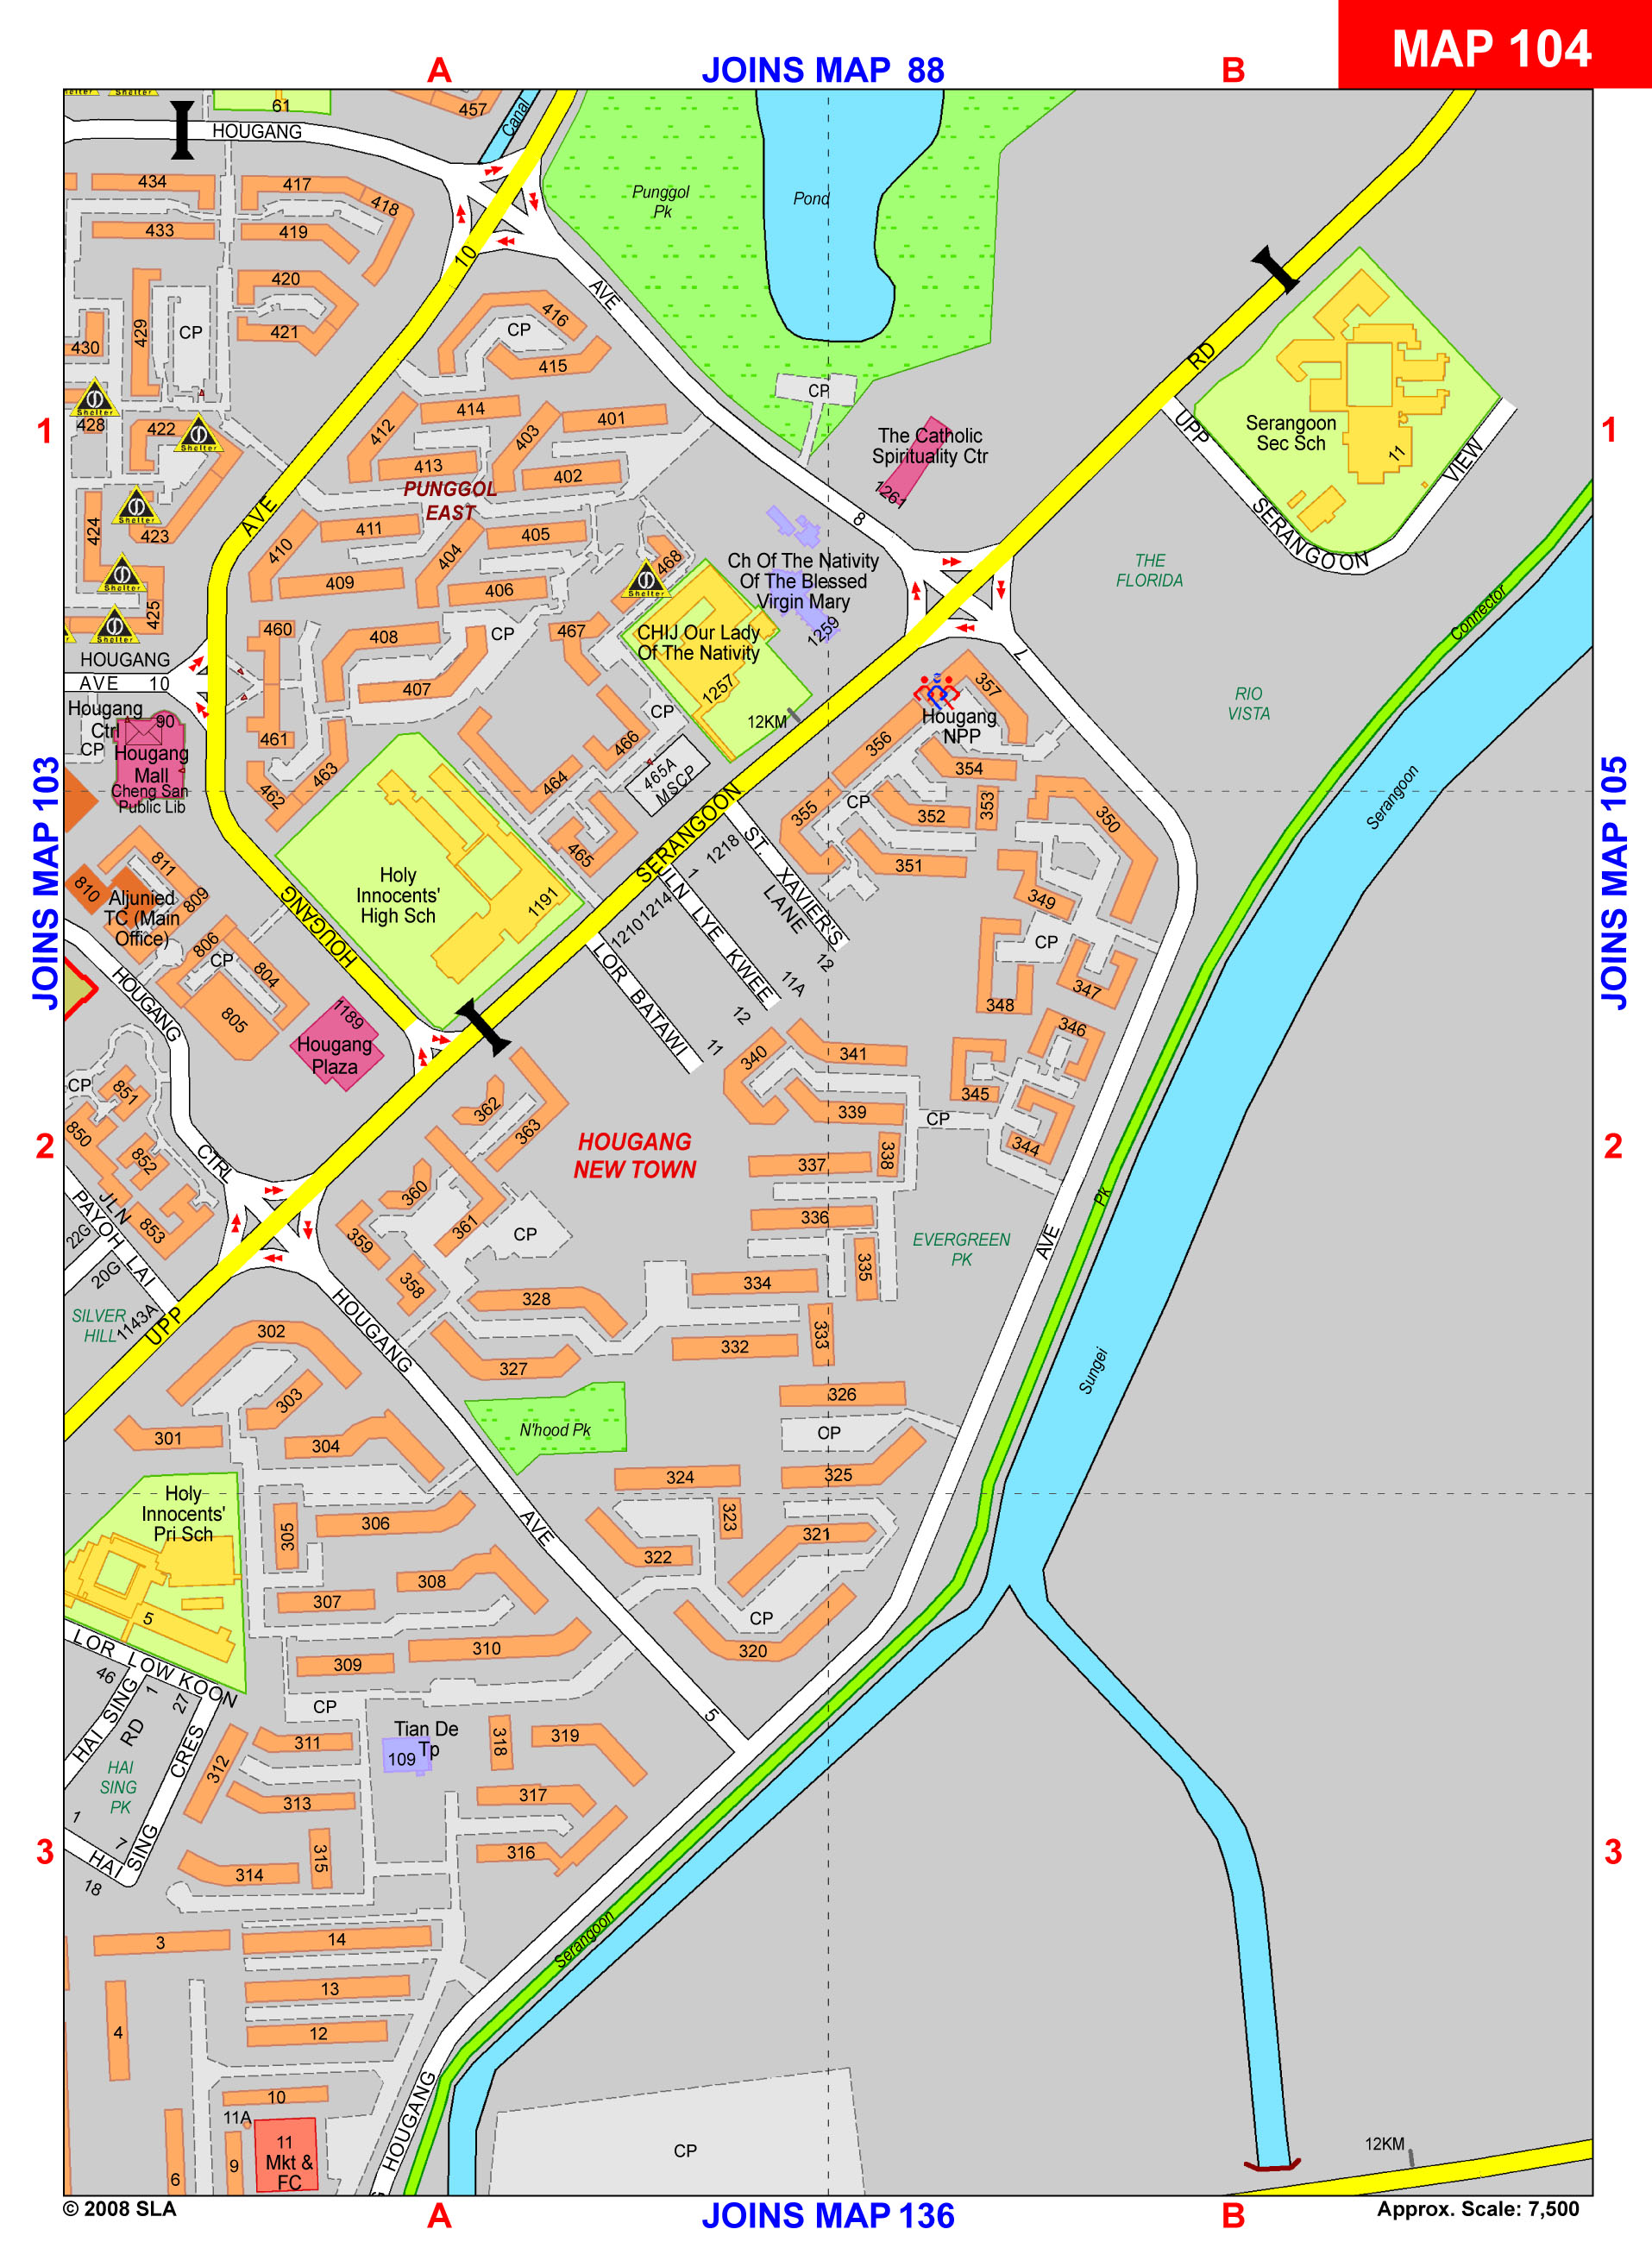 MAP 104
A
JOINS MAP 88
B
61
457
Canal
HOUGANG
434
417
418
433
419
10
420
421
429
CP
430
Punggol
Pk
Pond
AVE
416
CP
415
CP
RD
UPP
SERANGOON
VIEW
Serangoon
Sec Sch
11
1
1
Shelter
428
422
Shelter
Shelter
424
423
Shelter
425
Shelter
414
401
412
403
413
402
PUNGGOL
EAST
411
405
410
404
409
406
AVE
The Catholic
Spirituality Ctr
1261
8
468
Shelter
Ch Of The Nativity
Of The Blessed
Virgin Mary
1259
THE
FLORIDA
Connector
460
408
CP
467
CHIJ Our Lady
Of The Nativity
1257
7
HOUGANG
AVE 10
407
461
463
462
464
466
CP
12KM
465A
MSCP
357
Hougang
NPP
356
354
RIO
VISTA
Hougang
Ctrl
CP
90
Hougang
Mall
Cheng San
Public Lib
JOINS MAP 103
JOINS MAP 105
Serangoon
355
CP
352
353
350
351
349
SERANGOON
465
1218
ST. XAVIER'S
LANE
12
1
JLN LYE KWEE
11A
12
1214
1210
LOR BATAWI
11
811
810
809
Aljunied
TC (Main
Office)
806
CP
804
805
HOUGANG
Holy
Innocents'
High Sch
1191
1189
Hougang
Plaza
HOUGANG
CTRL
CP
348
347
346
345
344
340
341
339
CP
338
337
336
335
CP
851
850
852
853
2
2
362
363
360
361
359
358
CP
HOUGANG
NEW TOWN
EVERGREEN
PK
AVE
Pk
JLN
PAYOH LAI
22G
20G
1143A
SILVER
HILL
UPP
302
303
301
304
HOUGANG
328
327
334
332
333
326
Sungei
N'hood Pk
OP
324
325
Holy
Innocents'
Pri Sch
5
305
306
AVE
323
322
321
308
307
310
309
CP
320
CP
LOR LOW KOON
46
HAI SING
RD
1
27
CRES
HAI
SING
PK
1
7
HAI
SING
18
5
Tian De
Tp
109
318
319
311
312
313
317
316
315
314
3
3
3
14
13
4
12
Serangoon
10
11A
6
9
11
Mkt &
FC
HOUGANG
CP
12KM
© 2008 SLA
A
JOINS MAP 136
B
Approx. Scale: 7,500